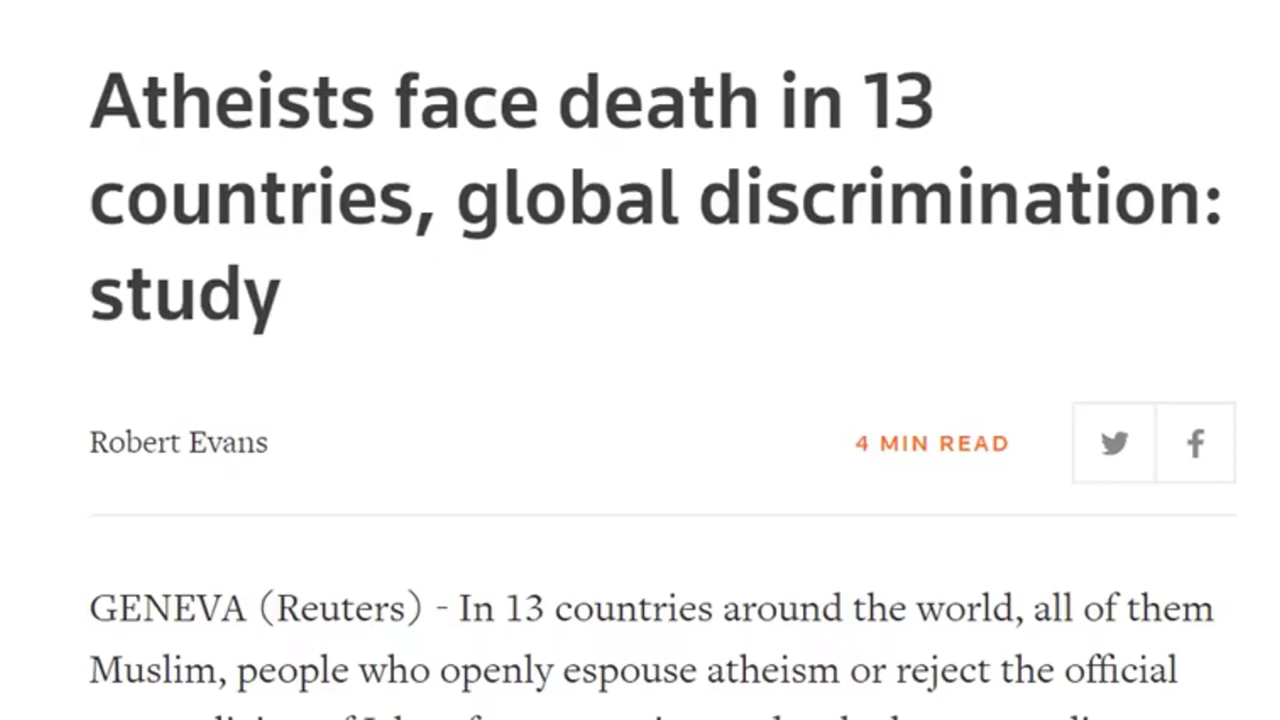 Atheists face death in 13
countries, global discrimination:
study
Robert Evans
4 MIN READ
GENEVA (Reuters) - In 13 countries around the world, all of them
Muslim, people who openly espouse atheism or reject the official